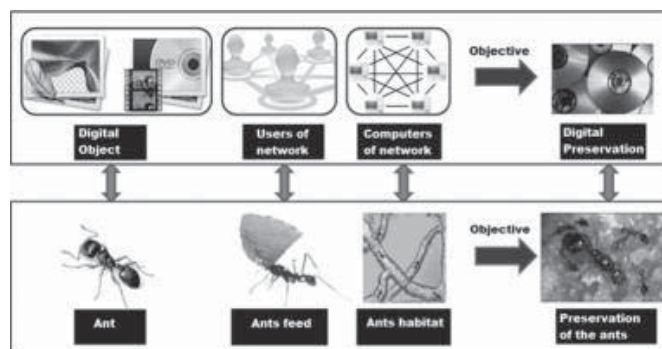 Objective
DVD
Digital
Object
Users of
network
Computers
of network
Digital
Preservation
Objective
Ant
Ants feed
Ants habitat
Preservation
of the ants